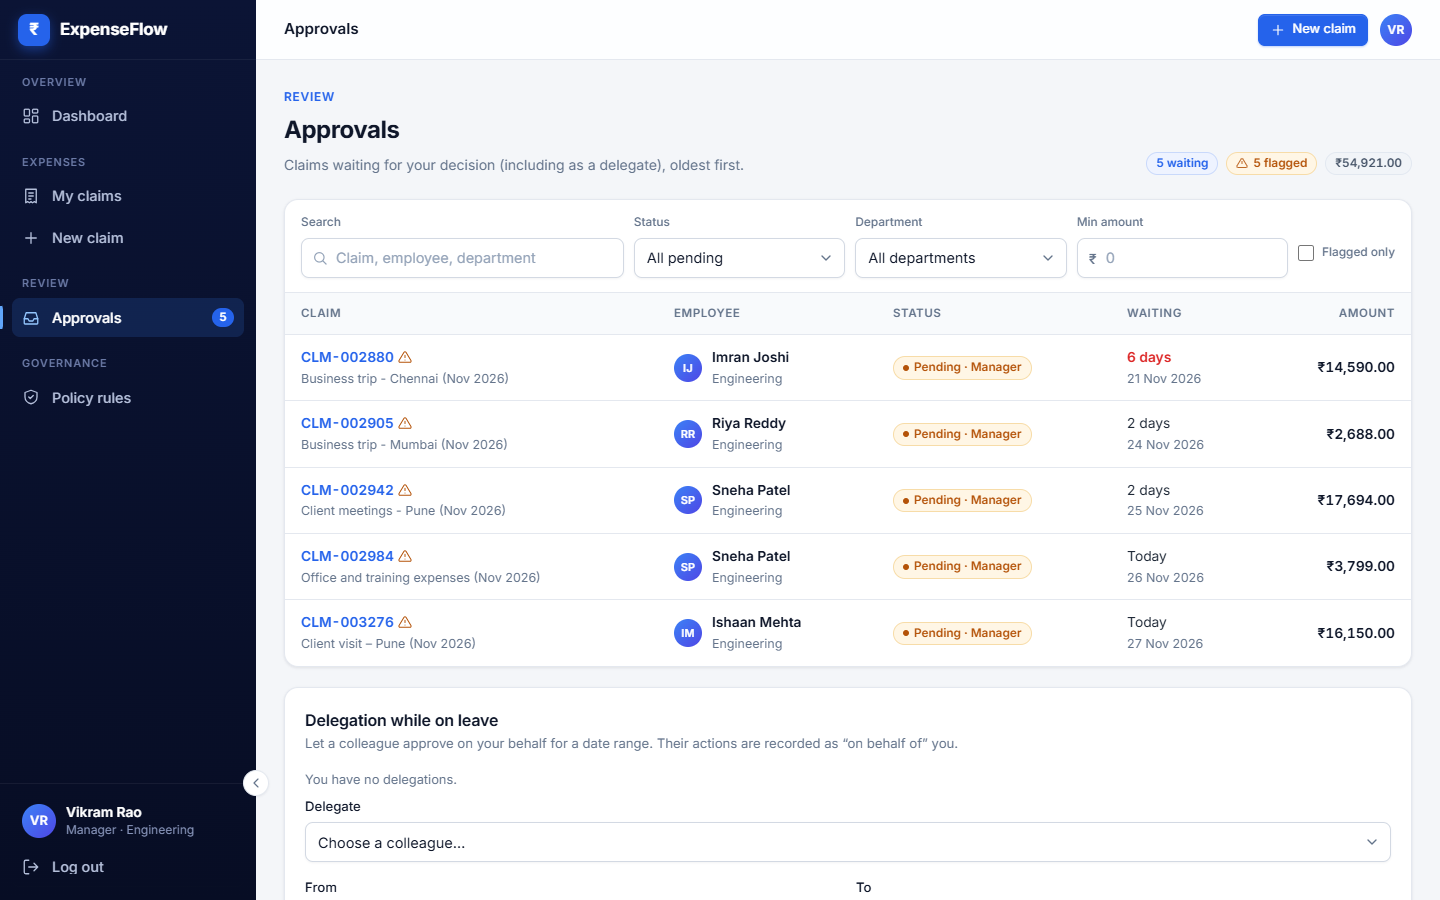 ₹ ExpenseFlow
OVERVIEW
Dashboard
EXPENSES
My claims
New claim
REVIEW
Approvals 5
GOVERNANCE
Policy rules
VR Vikram Rao
Manager · Engineering
Log out
Approvals
New claim VR
REVIEW
Approvals
Claims waiting for your decision (including as a delegate), oldest first.
5 waiting 5 flagged ₹54,921.00
Search Status Department Min amount
Claim, employee, department All pending All departments ₹ 0 Flagged only
CLAIM EMPLOYEE STATUS WAITING AMOUNT
CLM-002880 IJ Imran Joshi Pending · Manager 6 days ₹14,590.00
Business trip - Chennai (Nov 2026) Engineering 21 Nov 2026
CLM-002905 RR Riya Reddy Pending · Manager 2 days ₹2,688.00
Business trip - Mumbai (Nov 2026) Engineering 24 Nov 2026
CLM-002942 SP Sneha Patel Pending · Manager 2 days ₹17,694.00
Client meetings - Pune (Nov 2026) Engineering 25 Nov 2026
CLM-002984 SP Sneha Patel Pending · Manager Today ₹3,799.00
Office and training expenses (Nov 2026) Engineering 26 Nov 2026
CLM-003276 IM Ishaan Mehta Pending · Manager Today ₹16,150.00
Client visit – Pune (Nov 2026) Engineering 27 Nov 2026
Delegation while on leave
Let a colleague approve on your behalf for a date range. Their actions are recorded as “on behalf of” you.
You have no delegations.
Delegate
Choose a colleague...
From To